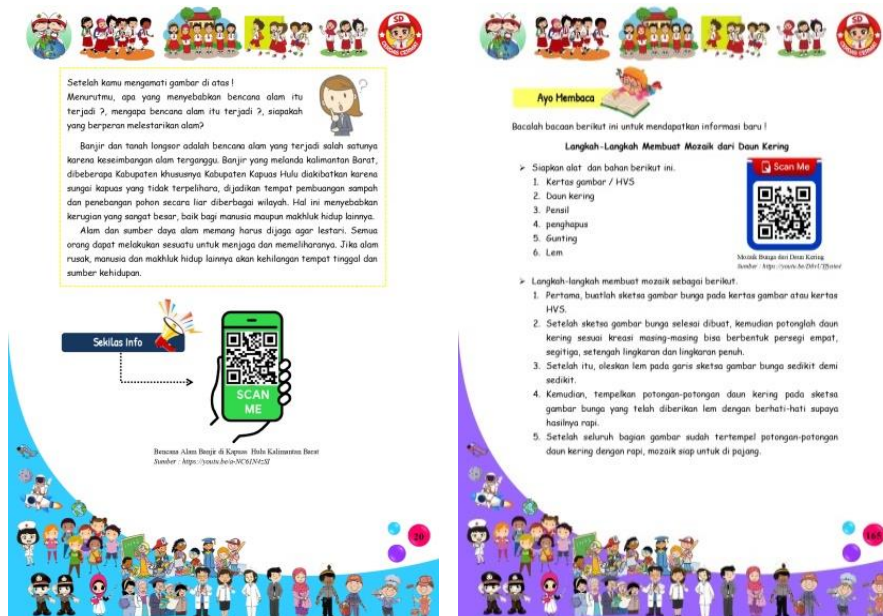 Setelah kamu mengamati gambar di atas !
Menurutmu, apa yang menyebabkan bencana alam itu
terjadi ?, mengapa bencana alam itu terjadi ?, siapakah
yang berperan melestarikan alam?
Banjir dan tanah longsor adalah bencana alam yang terjadi salah satunya
karena keseimbangan alam terganggu. Banjir yang melanda kalimantan Barat,
dibeberapa Kabupaten khususnya Kabupaten Kapuas Hulu diakibatkan karena
sungai kapuas yang tidak terpelihara, dijadikan tempat pembuangan sampah
dan penebangan pohon secara liar diberbagai wilayah. Hal ini menyebabkan
kerugian yang sangat besar, baik bagi manusia maupun makhluk hidup lainnya.
Alam dan sumber daya alam memang harus dijaga agar lestari. Semua
orang dapat melakukan sesuatu untuk menjaga dan memeliharanya. Jika alam
rusak, manusia dan makhluk hidup lainnya akan kehilangan tempat tinggal dan
sumber kehidupan.
Sekilas Info
SCAN
ME
Bencana Alam Banjir di Kapuas Hulu Kalimantan Barat
Sumber : https://youtu.be/a-NC61N4zSI
20
SD
Ayo Membaca
Bacalah bacaan berikut ini untuk mendapatkan informasi baru !
Langkah-Langkah Membuat Mozaik dari Daun Kering
➢ Siapkan alat dan bahan berikut ini.
1. Kertas gambar / HVS
2. Daun kering
3. Pensil
4. penghapus
5. Gunting
6. Lem
Scan Me
Mozaik Bunga dari Daun Kering
Sumber : https://youtu.be/
➢ Langkah-langkah membuat mozaik sebagai berikut.
1. Pertama, buatlah sketsa gambar bunga pada kertas gambar atau kertas
HVS.
2. Setelah sketsa gambar bunga selesai dibuat, kemudian potonglah daun
kering sesuai kreasi masing-masing bisa berbentuk persegi empat,
segitiga, setengah lingkaran dan lingkaran penuh.
3. Setelah itu, oleskan lem pada garis sketsa gambar bunga sedikit demi
sedikit.
4. Kemudian, tempelkan potongan-potongan daun kering pada sketsa
gambar bunga yang telah diberikan lem dengan berhati-hati supaya
hasilnya rapi.
5. Setelah seluruh bagian gambar sudah tertempel potongan-potongan
daun kering dengan rapi, mozaik siap untuk di pajang.
165
SD